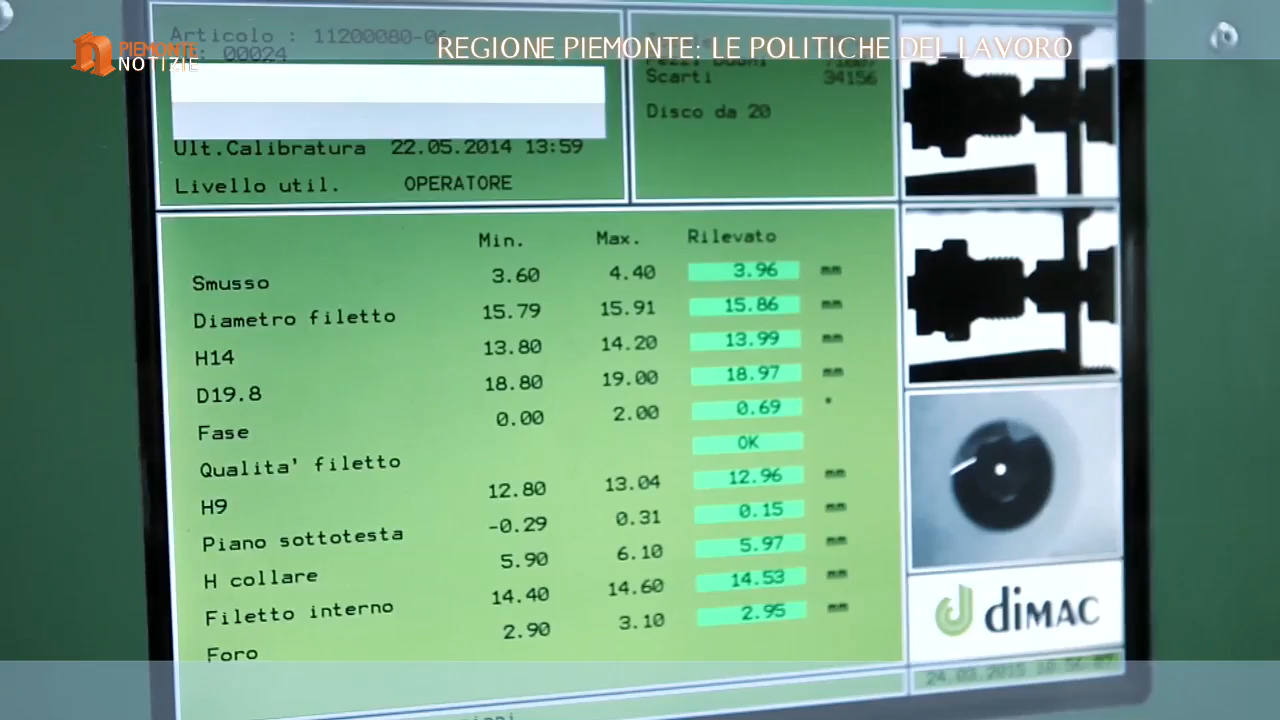 PIEMONTE
NOTIZIE
REGIONE PIEMONTE: LE POLITICHE DEL LAVORO
Articolo : 11200080-06
00024
Ult.Calibratura 22.05.2014 13:59
Livello util. OPERATORE
Scarti 34156
Disco da 20
Min. Max. Rilevato
Smusso 3.60 4.40 3.96 mm
Diametro filetto 15.79 15.91 15.86 mm
H14 13.80 14.20 13.99 mm
D19.8 18.80 19.00 18.97 mm
Fase 0.00 2.00 0.69 °
Qualita' filetto OK
H9 12.80 13.04 12.96 mm
Piano sottotesta -0.29 0.31 0.15 mm
H collare 5.90 6.10 5.97 mm
Filetto interno 14.40 14.60 14.53 mm
Foro 2.90 3.10 2.95 mm
dimac